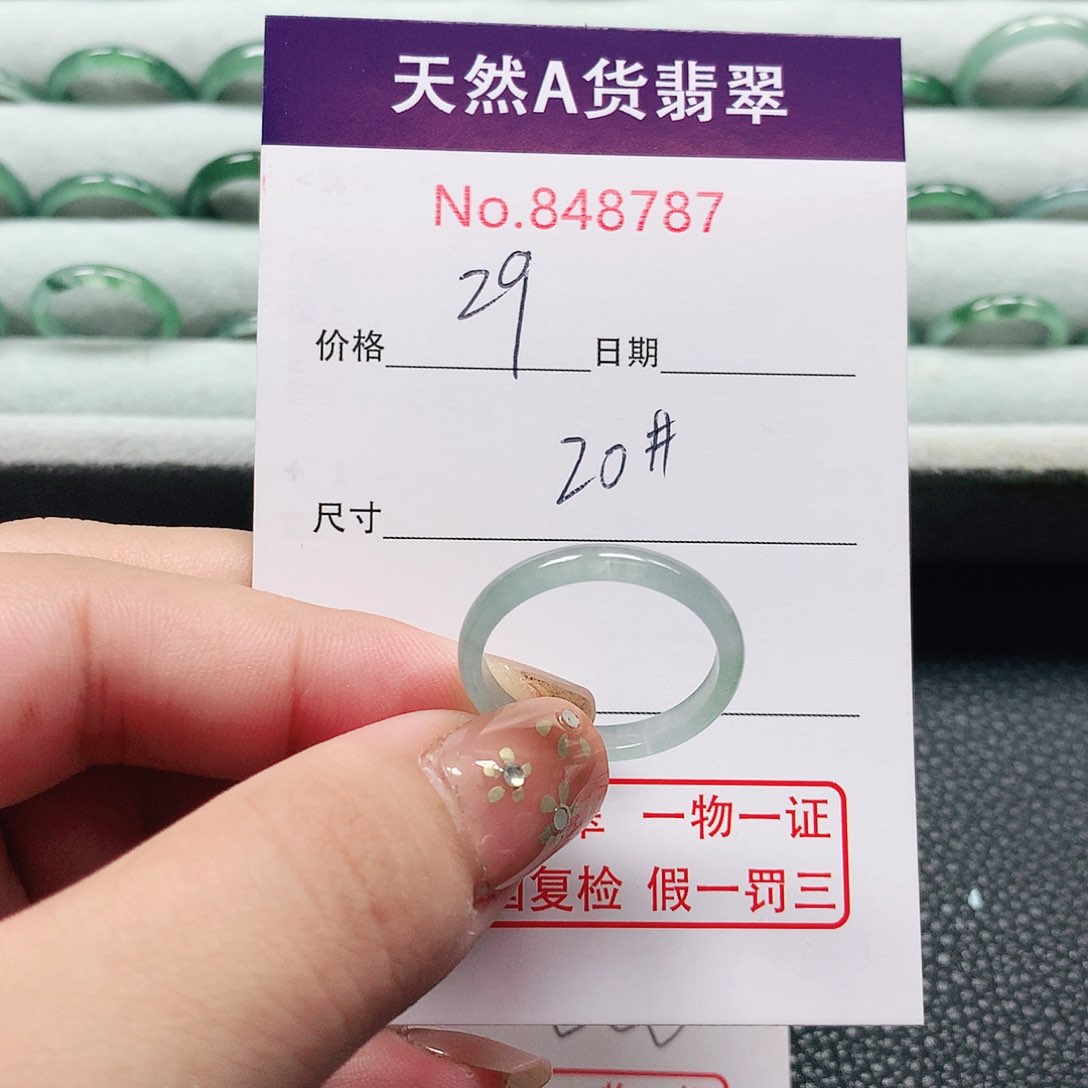 天然A货翡翠
No.848787
价格 29 日期
尺寸 20#
一物一证
复检 假一罚三